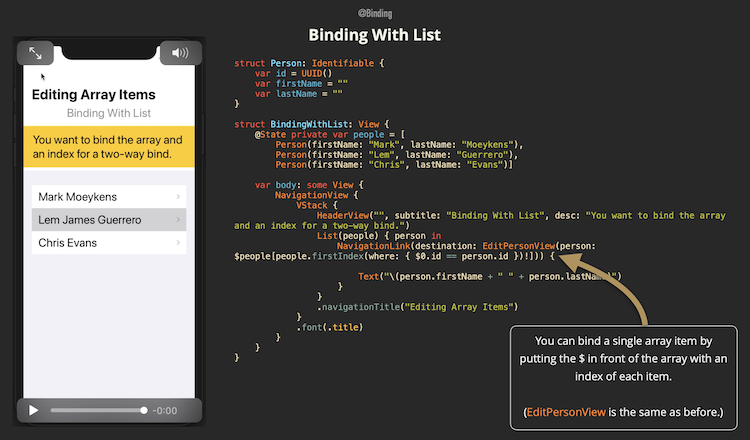 @Binding
Binding With List
Editing Array Items
Binding With List
You want to bind the array and
an index for a two-way bind.
Mark Moeykens
Lem James Guerrero
Chris Evans
-0:00
struct Person: Identifiable {
var id = UUID()
var firstName = ""
var lastName = ""
}
struct BindingWithList: View {
@State private var people = [
Person(firstName: "Mark", lastName: "Moeykens"),
Person(firstName: "Lem", lastName: "Guerrero"),
Person(firstName: "Chris", lastName: "Evans")]
var body: some View {
NavigationView {
VStack {
HeaderView("", subtitle: "Binding With List", desc: "You want to bind the array
and an index for a two-way bind.")
List(people) { person in
NavigationLink(destination: EditPersonView(person:
$people[people.firstIndex(where: { $0.id == person.id })!])) {
Text("\(person.firstName + " " + person.lastName)")
}
}
.navigationTitle("Editing Array Items")
}
.font(.title)
}
}
}
You can bind a single array item by
putting the $ in front of the array with an
index of each item.
(EditPersonView is the same as before.)